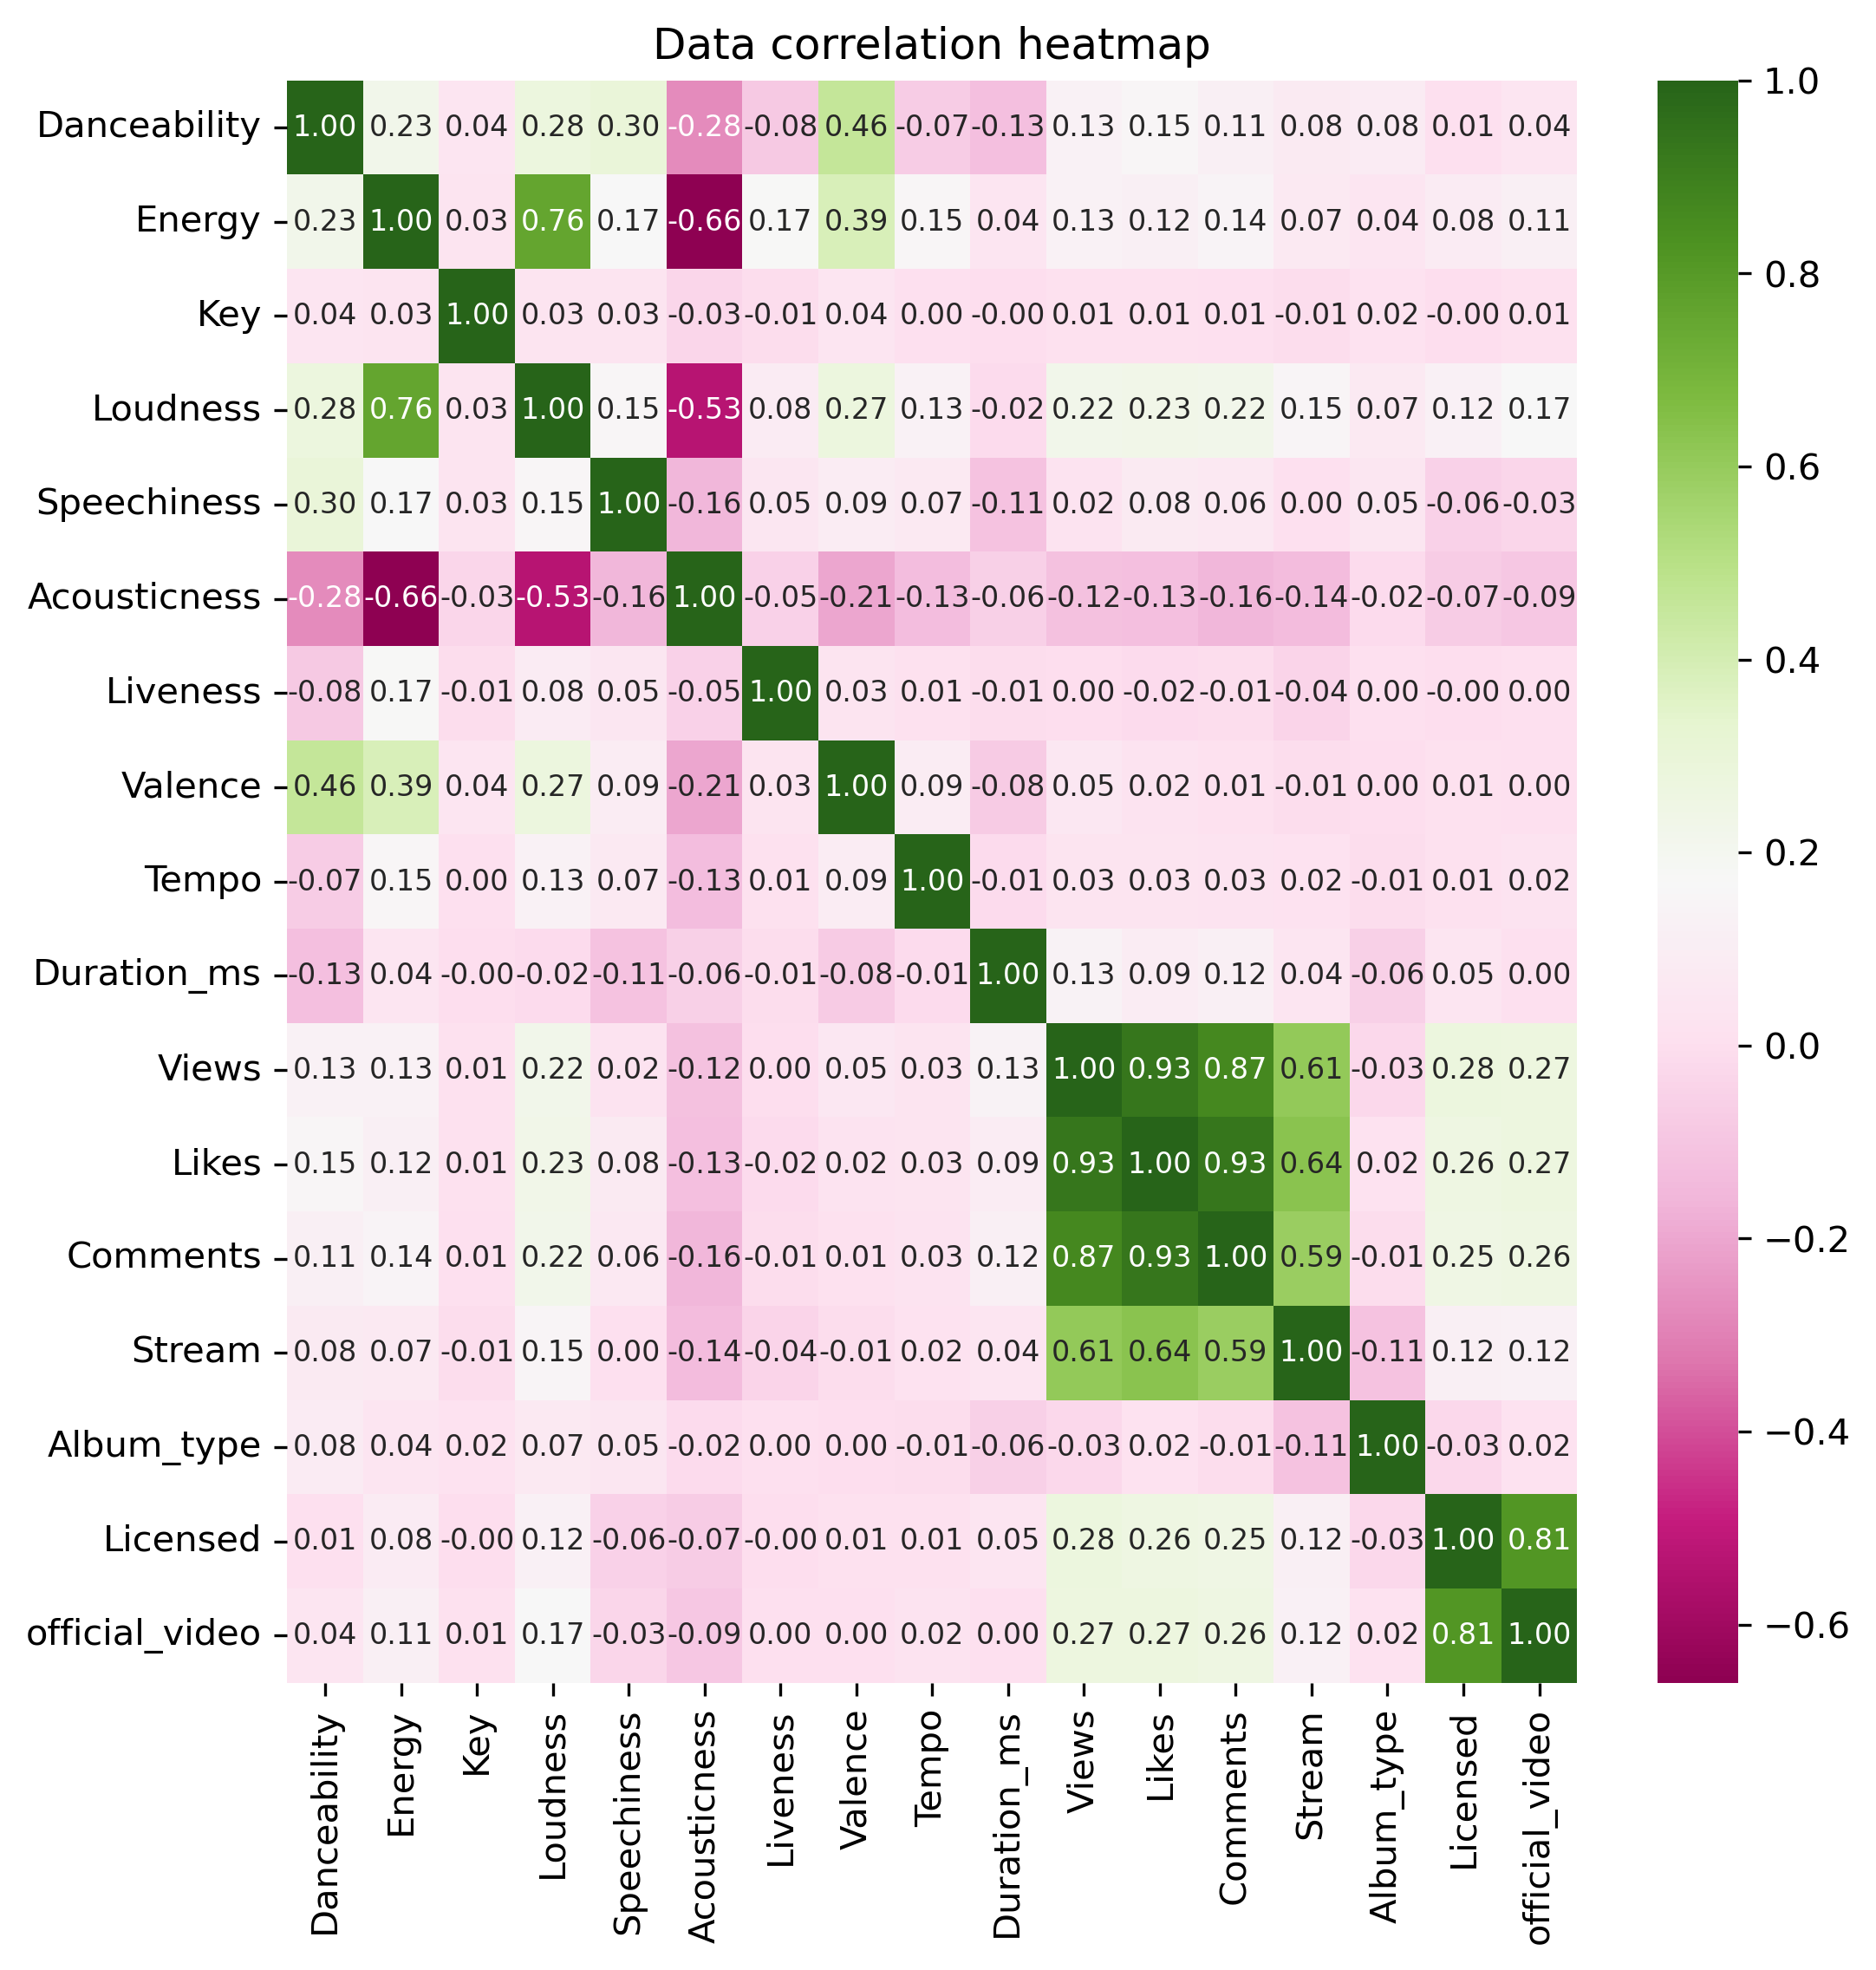 Data correlation heatmap
Danceability 1.00 0.23 0.04 0.28 0.30 -0.28 -0.08 0.46 -0.07 -0.13 0.13 0.15 0.11 0.08 0.08 0.01 0.04
Energy 0.23 1.00 0.03 0.76 0.17 -0.66 0.17 0.39 0.15 0.04 0.13 0.12 0.14 0.07 0.04 0.08 0.11
Key 0.04 0.03 1.00 0.03 0.03 -0.03 -0.01 0.04 0.00 -0.00 0.01 0.01 0.01 -0.01 0.02 -0.00 0.01
Loudness 0.28 0.76 0.03 1.00 0.15 -0.53 0.08 0.27 0.13 -0.02 0.22 0.23 0.22 0.15 0.07 0.12 0.17
Speechiness 0.30 0.17 0.03 0.15 1.00 -0.16 0.05 0.09 0.07 -0.11 0.02 0.08 0.06 0.00 0.05 -0.06 -0.03
Acousticness -0.28 -0.66 -0.03 -0.53 -0.16 1.00 -0.05 -0.21 -0.13 -0.06 -0.12 -0.13 -0.16 -0.14 -0.02 -0.07 -0.09
Liveness -0.08 0.17 -0.01 0.08 0.05 -0.05 1.00 0.03 0.01 -0.01 0.00 -0.02 -0.01 -0.04 0.00 -0.00 0.00
Valence 0.46 0.39 0.04 0.27 0.09 -0.21 0.03 1.00 0.09 -0.08 0.05 0.02 0.01 -0.01 0.00 0.01 0.00
Tempo -0.07 0.15 0.00 0.13 0.07 -0.13 0.01 0.09 1.00 -0.01 0.03 0.03 0.03 0.02 -0.01 0.01 0.02
Duration_ms -0.13 0.04 -0.00 -0.02 -0.11 -0.06 -0.01 -0.08 -0.01 1.00 0.13 0.09 0.12 0.04 -0.06 0.05 0.00
Views 0.13 0.13 0.01 0.22 0.02 -0.12 0.00 0.05 0.03 0.13 1.00 0.93 0.87 0.61 -0.03 0.28 0.27
Likes 0.15 0.12 0.01 0.23 0.08 -0.13 -0.02 0.02 0.03 0.09 0.93 1.00 0.93 0.64 0.02 0.26 0.27
Comments 0.11 0.14 0.01 0.22 0.06 -0.16 -0.01 0.01 0.03 0.12 0.87 0.93 1.00 0.59 -0.01 0.25 0.26
Stream 0.08 0.07 -0.01 0.15 0.00 -0.14 -0.04 -0.01 0.02 0.04 0.61 0.64 0.59 1.00 -0.11 0.12 0.12
Album_type 0.08 0.04 0.02 0.07 0.05 -0.02 0.00 0.00 -0.01 -0.06 -0.03 0.02 -0.01 -0.11 1.00 -0.03 0.02
Licensed 0.01 0.08 -0.00 0.12 -0.06 -0.07 -0.00 0.01 0.01 0.05 0.28 0.26 0.25 0.12 -0.03 1.00 0.81
official_video 0.04 0.11 0.01 0.17 -0.03 -0.09 0.00 0.00 0.02 0.00 0.27 0.27 0.26 0.12 0.02 0.81 1.00
Danceability
Energy
Key
Loudness
Speechiness
Acousticness
Liveness
Valence
Tempo
Duration_ms
Views
Likes
Comments
Stream
Album_type
Licensed
official_video
1.0
0.8
0.6
0.4
0.2
0.0
−0.2
−0.4
−0.6